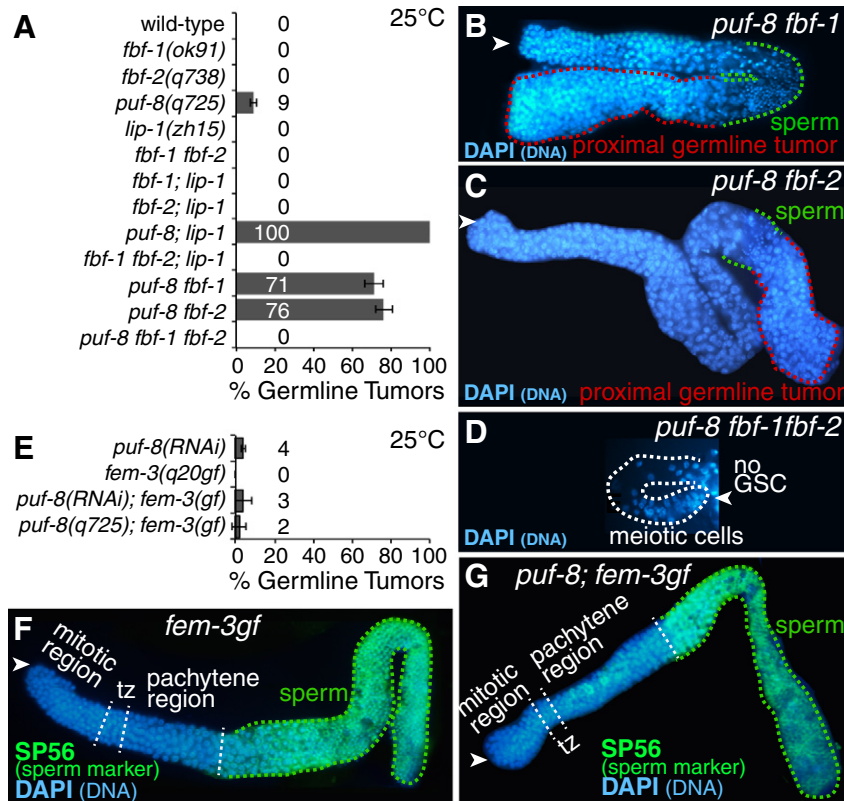 A
25°C
wild-type 0
fbf-1(ok91) 0
fbf-2(q738) 0
puf-8(q725) 9
lip-1(zh15) 0
fbf-1 fbf-2 0
fbf-1; lip-1 0
fbf-2; lip-1 0
puf-8; lip-1 100
fbf-1 fbf-2; lip-1 0
puf-8 fbf-1 71
puf-8 fbf-2 76
puf-8 fbf-1 fbf-2 0
0 20 40 60 80 100
% Germline Tumors
B
puf-8 fbf-1
sperm
DAPI (DNA) proximal germline tumor
C
puf-8 fbf-2
sperm
DAPI (DNA) proximal germline tumor
D
puf-8 fbf-1fbf-2
no
GSC
DAPI (DNA) meiotic cells
E
25°C
puf-8(RNAi) 4
fem-3(q20gf) 0
puf-8(RNAi); fem-3(gf) 3
puf-8(q725); fem-3(gf) 2
0 20 40 60 80 100
% Germline Tumors
F
fem-3gf
mitotic
region
tz
pachytene
region
sperm
SP56
(sperm marker)
DAPI (DNA)
G
puf-8; fem-3gf
mitotic
region
tz
pachytene
region
sperm
SP56
(sperm marker)
DAPI (DNA)